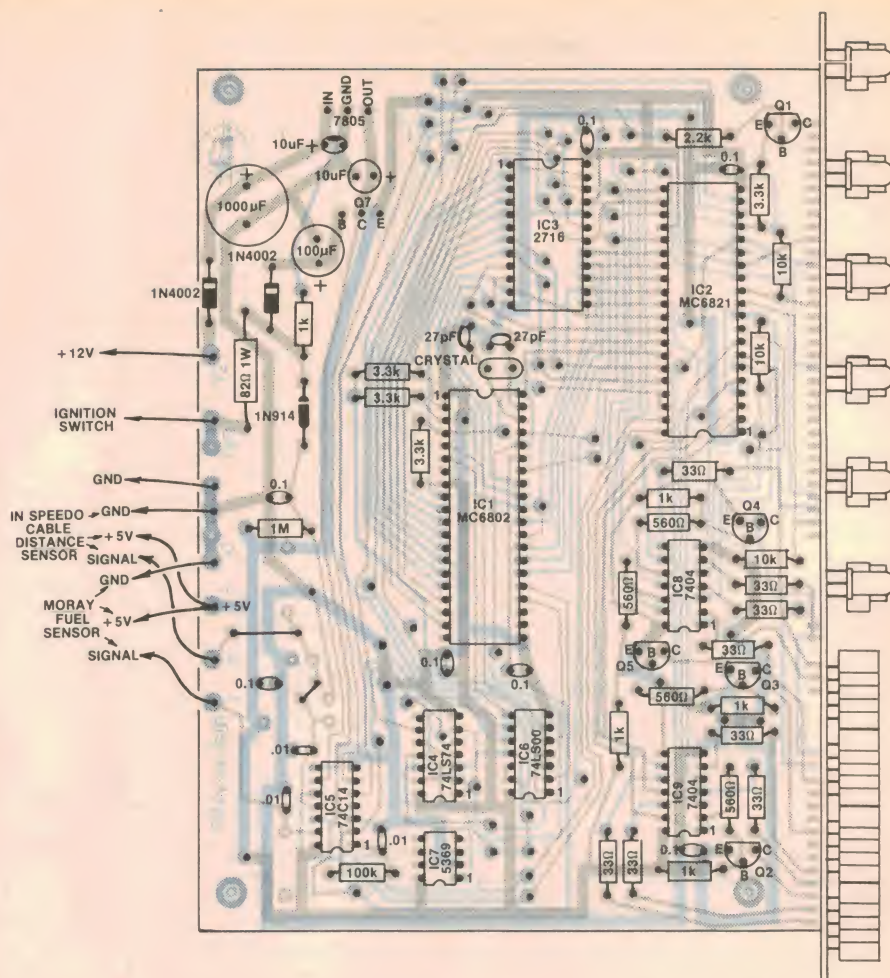 IN
GND
OUT
7805
10uF +
10uF +
Q7
C E
+
1000µF
1N4002
100µF
+
1N4002
1k
82Ω 1W
1N914
+12V
IGNITION
SWITCH
GND
0.1
IN SPEEDO GND
CABLE +5V
DISTANCE
SENSOR SIGNAL
GND
MORAY
FUEL +5V
SENSOR
SIGNAL
+5V
1M
0.1
.01
.01
IC5
74C14
1
.01
100k
3.3k
3.3k
3.3k
27pF
27pF
CRYSTAL
1
IC1
MC6802
0.1
0.1
IC4
74LS74
1
IC6
74LS00
1
IC7
5369
1
0.1
1
IC3
2716
2.2k
Q1
E C
B
0.1
3.3k
10k
IC2
MC6821
1
10k
33Ω
1k
560Ω
Q4
E B C
560Ω
IC8
7404
1
10k
33Ω
33Ω
E B C
Q5
33Ω
E B C
Q3
560Ω
1k
33Ω
1k
IC9
7404
1
560Ω
33Ω
0.1
E C
B Q2
33Ω
33Ω
1k